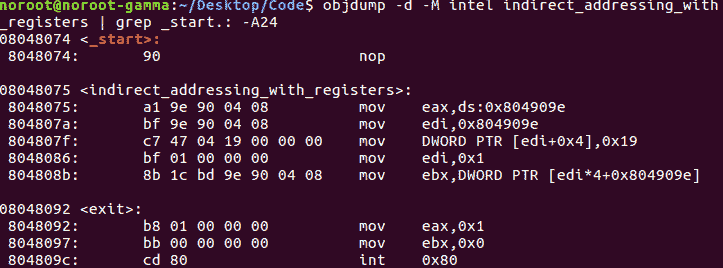 noroot@noroot-gamma:~/Desktop/Code$ objdump -d -M intel indirect_addressing_with
_registers | grep _start.: -A24
08048074 <_start>:
 8048074:	90	nop
08048075 <indirect_addressing_with_registers>:
 8048075:	a1 9e 90 04 08	mov	eax,ds:0x804909e
 804807a:	bf 9e 90 04 08	mov	edi,0x804909e
 804807f:	c7 47 04 19 00 00 00	mov	DWORD PTR [edi+0x4],0x19
 8048086:	bf 01 00 00 00	mov	edi,0x1
 804808b:	8b 1c bd 9e 90 04 08	mov	ebx,DWORD PTR [edi*4+0x804909e]
08048092 <exit>:
 8048092:	b8 01 00 00 00	mov	eax,0x1
 8048097:	bb 00 00 00 00	mov	ebx,0x0
 804809c:	cd 80	int	0x80